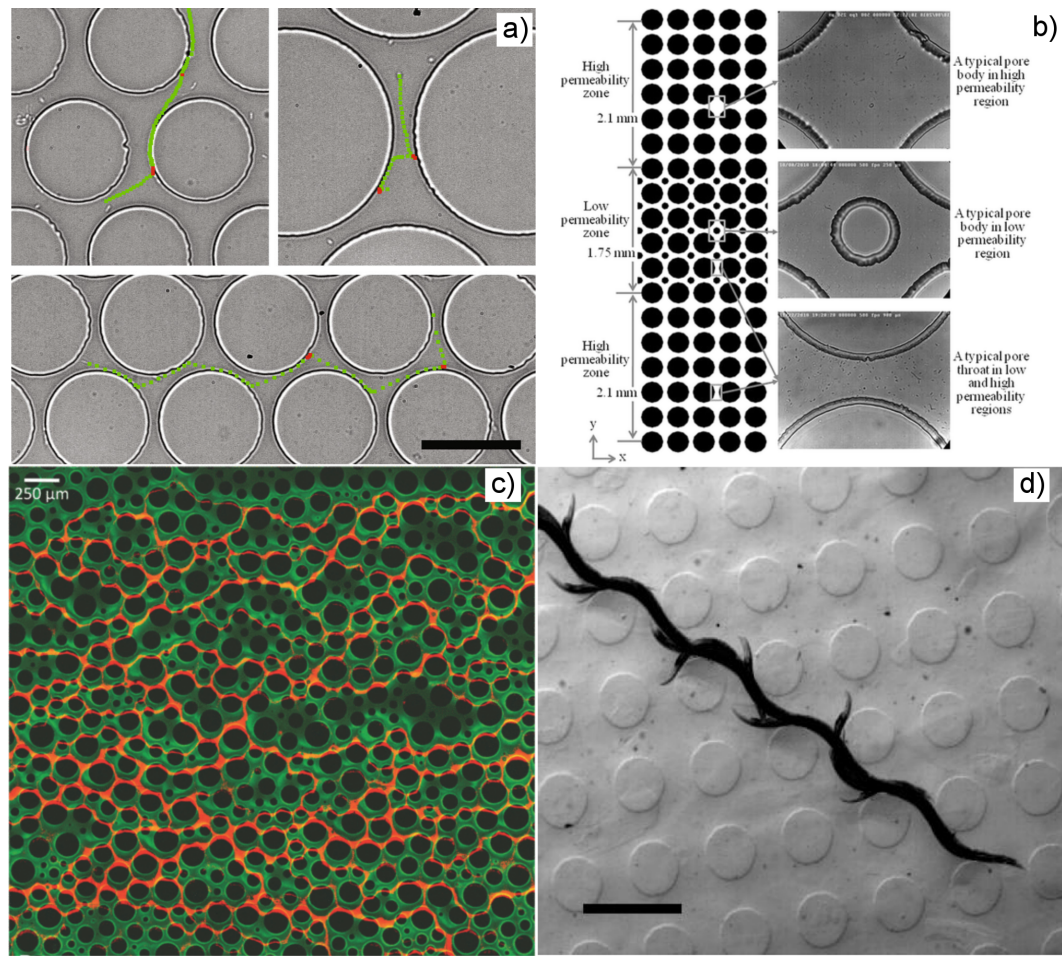 a)
b)
High
permeability
zone
2.1 mm
Low
permeability
zone
1.75 mm
High
permeability
zone
2.1 mm
y
x
A typical pore
body in high
permeability
region
A typical
pore body
in low
permeability
region
A typical pore
throat in low
and high
permeability
regions
c)
250 μm
d)